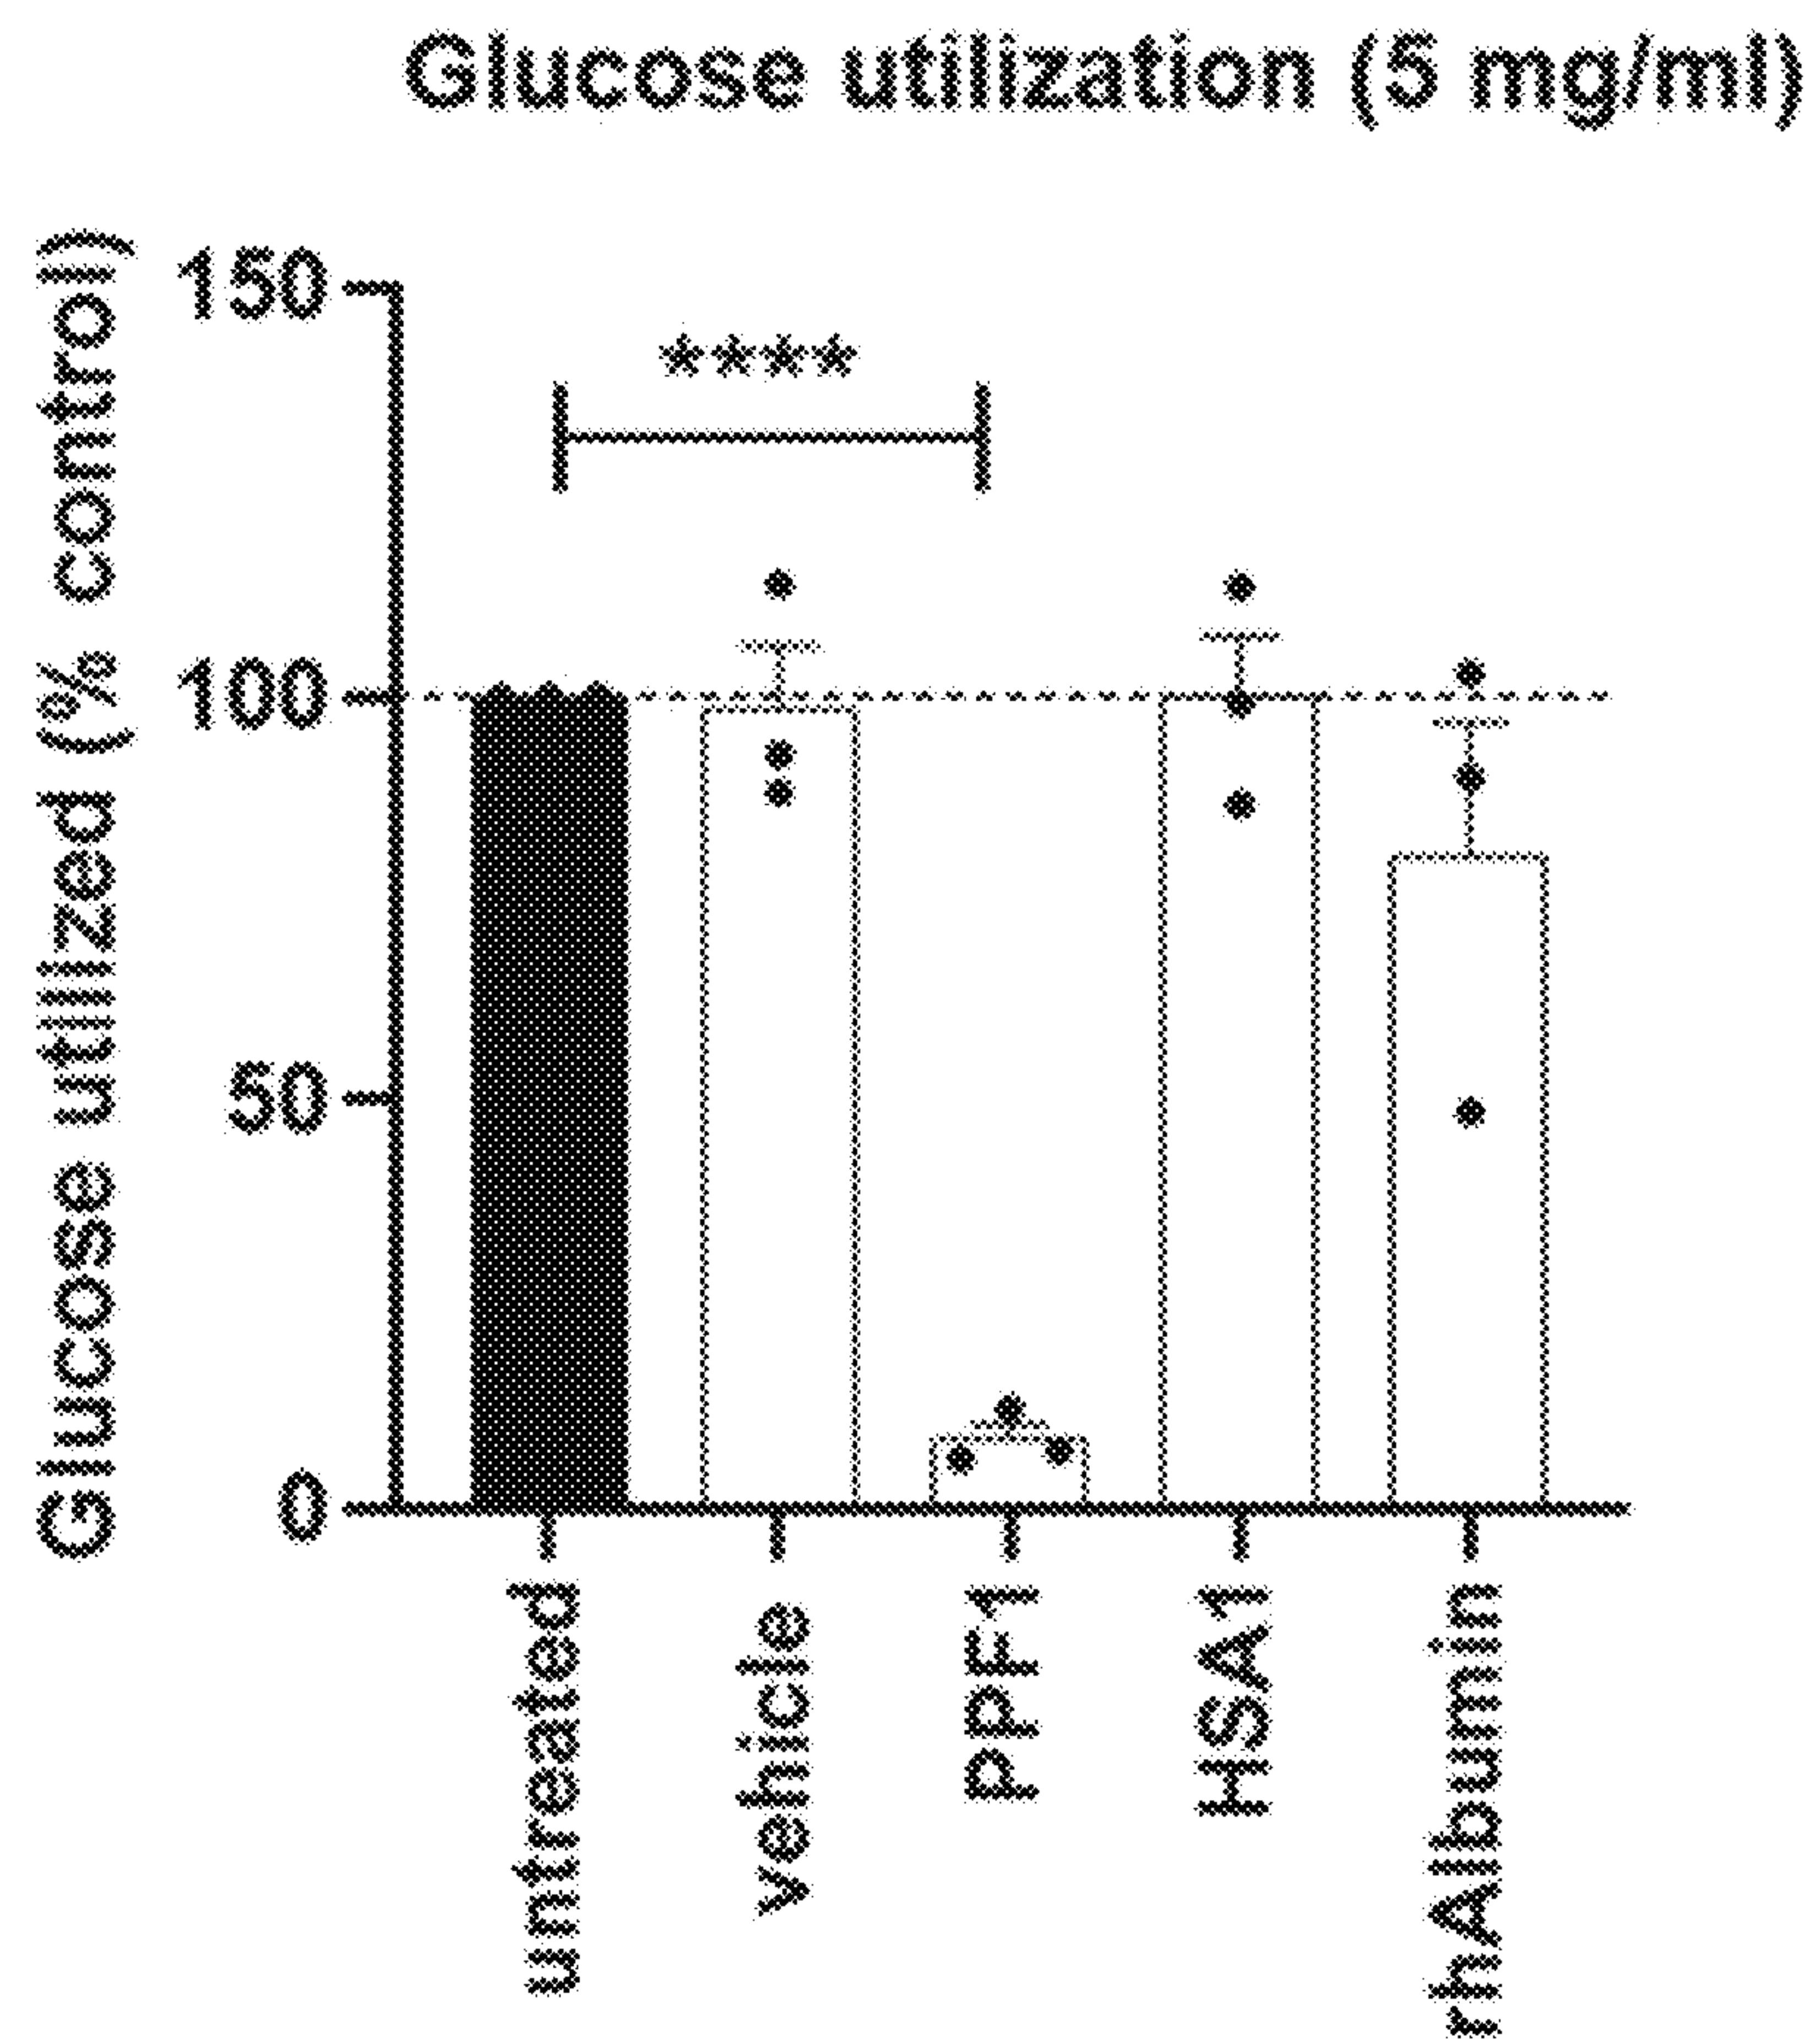 Glucose utilization (5 mg/ml)
Glucose utilized (% control)
150
100
50
0
****
untreated
vehicle
PPF1
HSA1
rhAlbumin